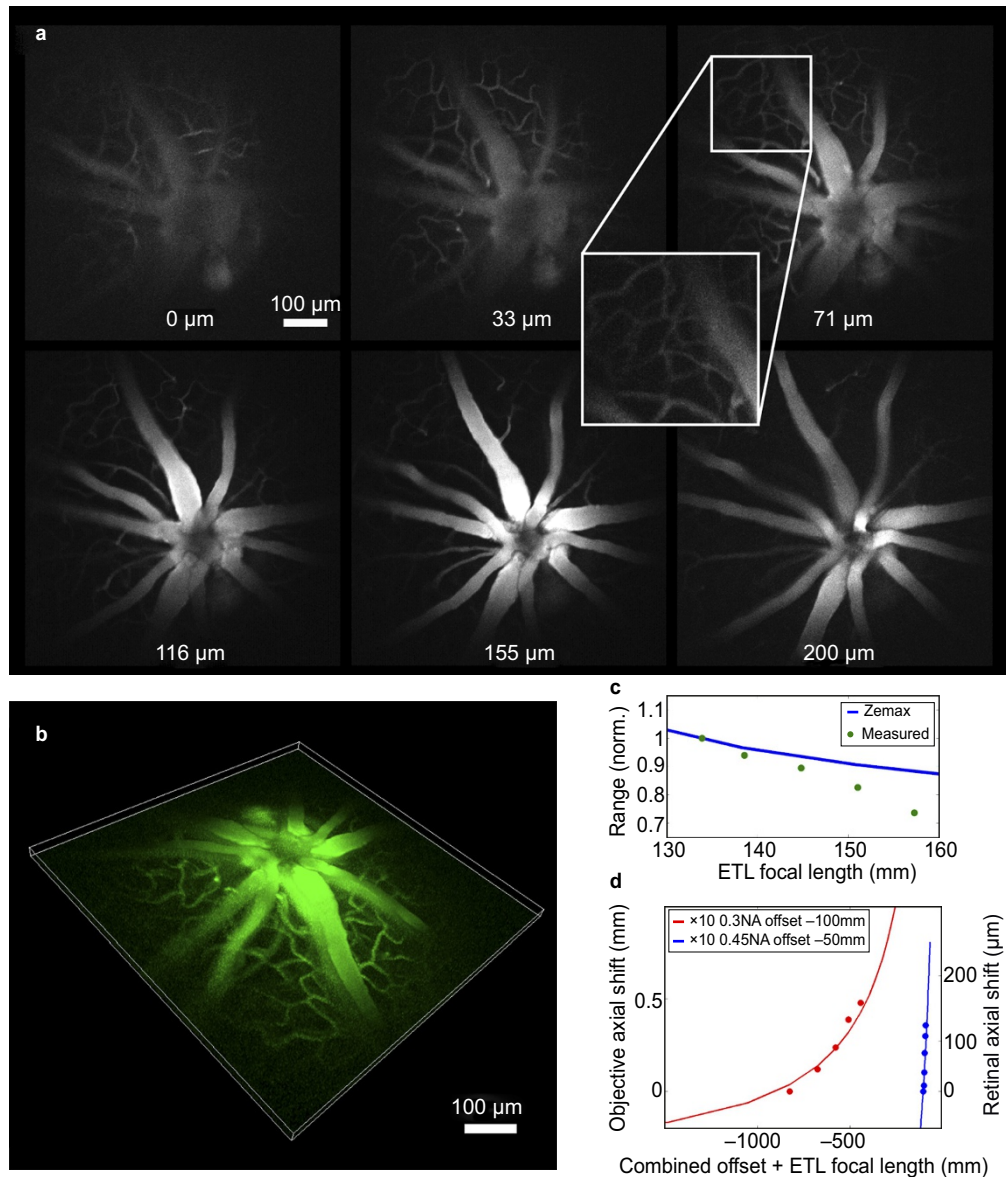 a
0 µm
100 µm
33 µm
71 µm
116 µm
155 µm
200 µm
b
100 µm
c
Range (norm.)
1.1
1
0.9
0.8
0.7
Zemax
Measured
130
140
150
160
ETL focal length (mm)
d
Objective axial shift (mm)
0.5
0
×10 0.3NA offset –100mm
×10 0.45NA offset –50mm
200
100
0
Retinal axial shift (µm)
–1000
–500
Combined offset + ETL focal length (mm)